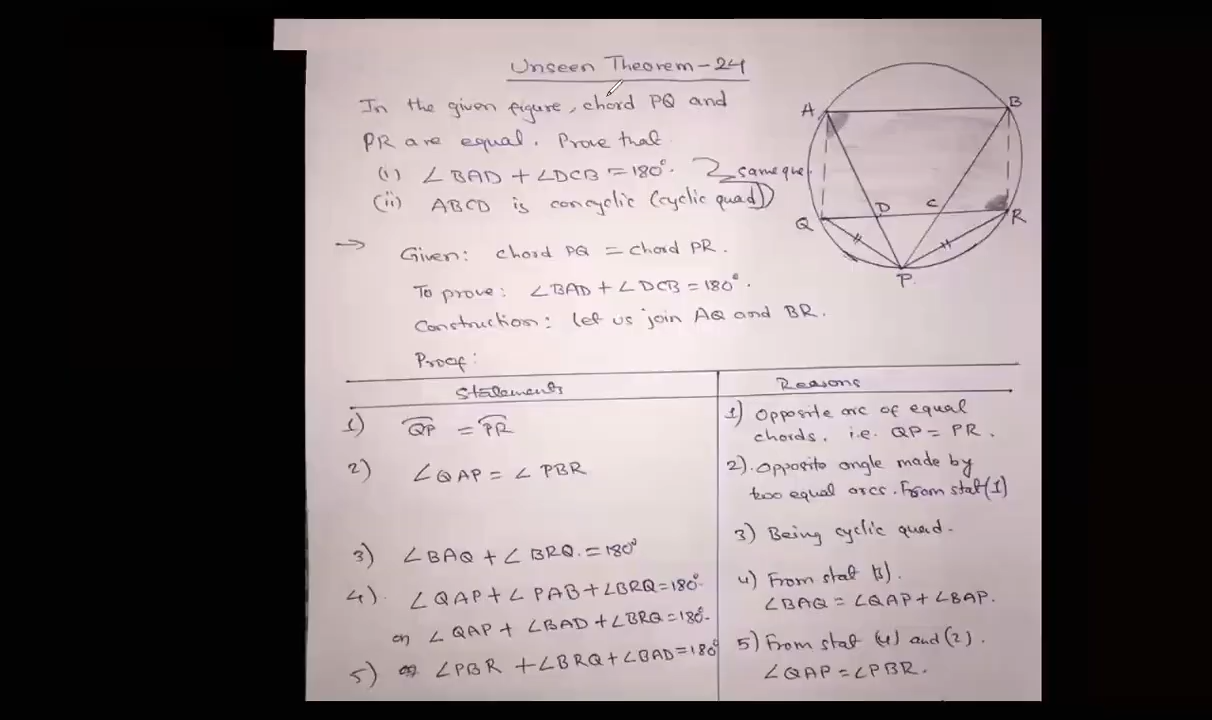 Unseen Theorem-24
In the given figure, chord PQ and
PR are equal. Prove that
(i) ∠BAD + ∠DCB = 180°. same que.
(ii) ABCD is concyclic (cyclic quad)
→ Given: chord PQ = chord PR.
To prove: ∠BAD + ∠DCB = 180°.
Construction: Let us join AQ and BR.
Proof:
A
B
Q
D
C
R
P
Statements
Reasons
1) QP = PR
1) Opposite arc of equal
chords. i.e. QP = PR.
2) ∠QAP = ∠PBR
2). Opposite angle made by
two equal arcs. From stat(1)
3) ∠BAQ + ∠BRQ. = 180°
3) Being cyclic quad.
4). ∠QAP + ∠PAB + ∠BRQ = 180°.
or ∠QAP + ∠BAD + ∠BRQ = 180°.
4) From stat (3).
∠BAQ = ∠QAP + ∠BAP.
5) ∠PBR + ∠BRQ + ∠BAD = 180°
5) From stat (4) and (2).
∠QAP = ∠PBR.